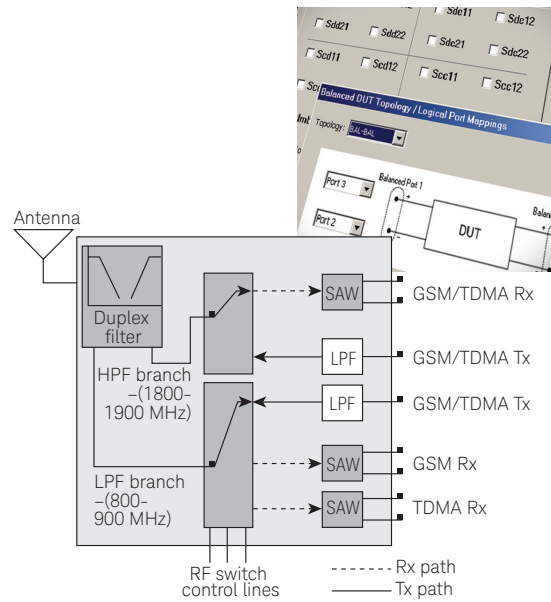 Sdc11
Sdc12
Sdd21
Sdd22
Sdc21
Sdc22
Scd11
Scd12
Scc11
Scc12
Balanced DUT Topology / Logical Port Mappings
Topology:
BAL-BAL
Port 3
Balanced Port 1
+
+
DUT
Port 2
-
-
Antenna
Duplex
filter
SAW
GSM/TDMA Rx
LPF
GSM/TDMA Tx
HPF branch
–(1800-
1900 MHz)
LPF
GSM/TDMA Tx
SAW
GSM Rx
LPF branch
–(800-
900 MHz)
SAW
TDMA Rx
RF switch
control lines
Rx path
Tx path